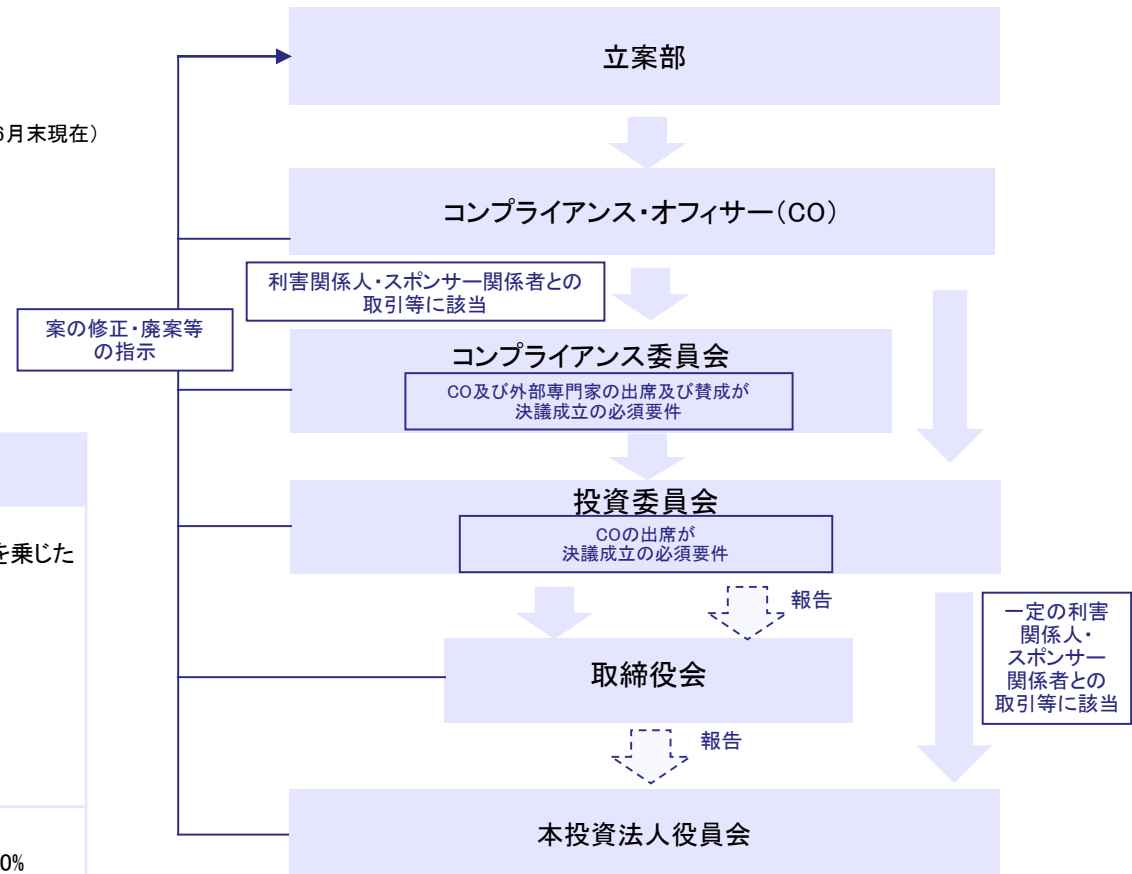 立案部
6月末現在）
コンプライアンス・オフィサー（CO）
利害関係人・スポンサー関係者との
取引等に該当
案の修正・廃案等
の指示
コンプライアンス委員会
CO及び外部専門家の出席及び賛成が
決議成立の必須要件
投資委員会
COの出席が
決議成立の必須要件
を乗じた
報告
一定の利害
関係人・
スポンサー
関係者との
取引等に該当
取締役会
報告
本投資法人役員会
0%